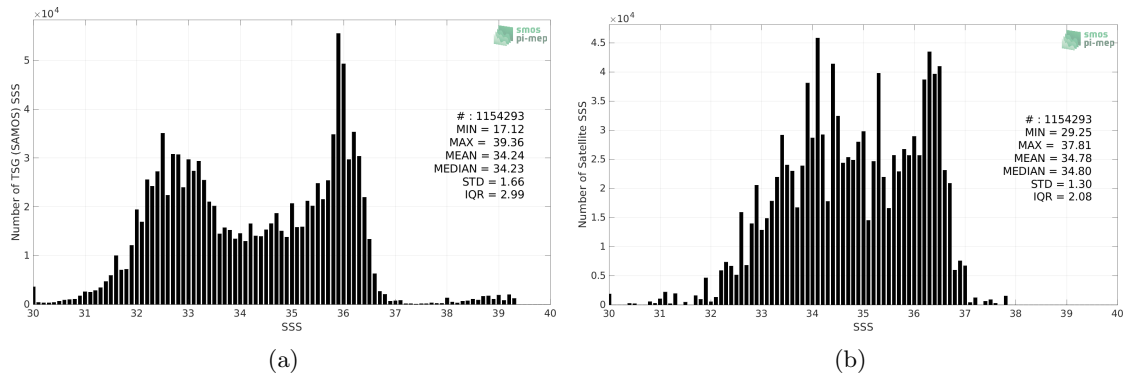 ×10⁴
smos
pi-mep
5
4
3
2
1
0
Number of TSG (SAMOS) SSS
# : 1154293
MIN = 17.12
MAX = 39.36
MEAN = 34.24
MEDIAN = 34.23
STD = 1.66
IQR = 2.99
30 31 32 33 34 35 36 37 38 39 40
SSS
(a)
×10⁴
smos
pi-mep
4.5
4
3.5
3
2.5
2
1.5
1
0.5
0
Number of Satellite SSS
# : 1154293
MIN = 29.25
MAX = 37.81
MEAN = 34.78
MEDIAN = 34.80
STD = 1.30
IQR = 2.08
30 31 32 33 34 35 36 37 38 39 40
SSS
(b)